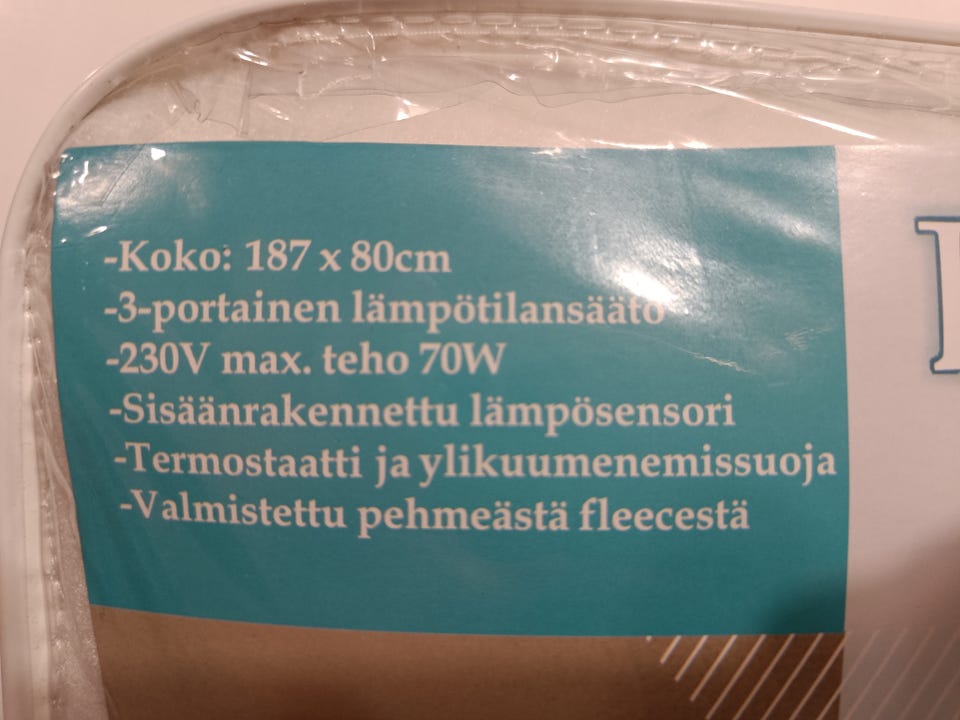 -Koko: 187 x 80cm
-3-portainen lämpötilansäätö
-230V max. teho 70W
-Sisäänrakennettu lämpösensori
-Termostaatti ja ylikuumenemissuoja
-Valmistettu pehmeästä fleecestä